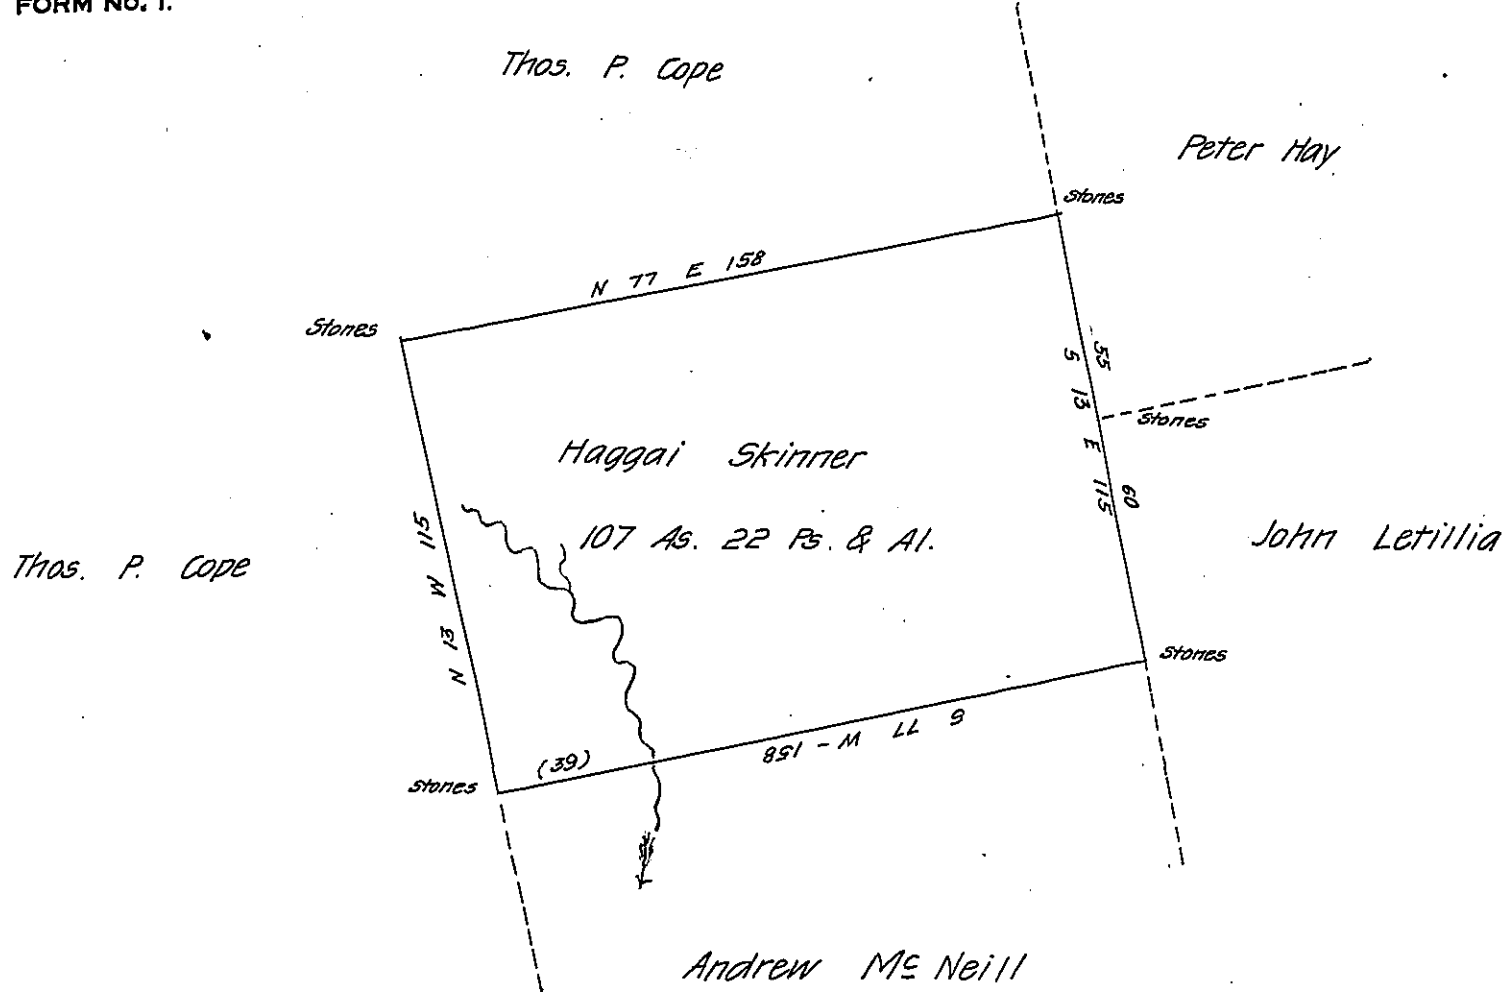 FORM NO. 1.
Thos. P. Cope
Peter Hay
Stones
N 77 E 158
Stones
55
S 13 E 115
Stones
60
Haggai Skinner
107 As. 22 Ps. & Al.
John Letillia
Thos. P. Cope
N 13 W 115
Stones
S 77 W - 158
(39)
Stones
Andrew Mc Neill